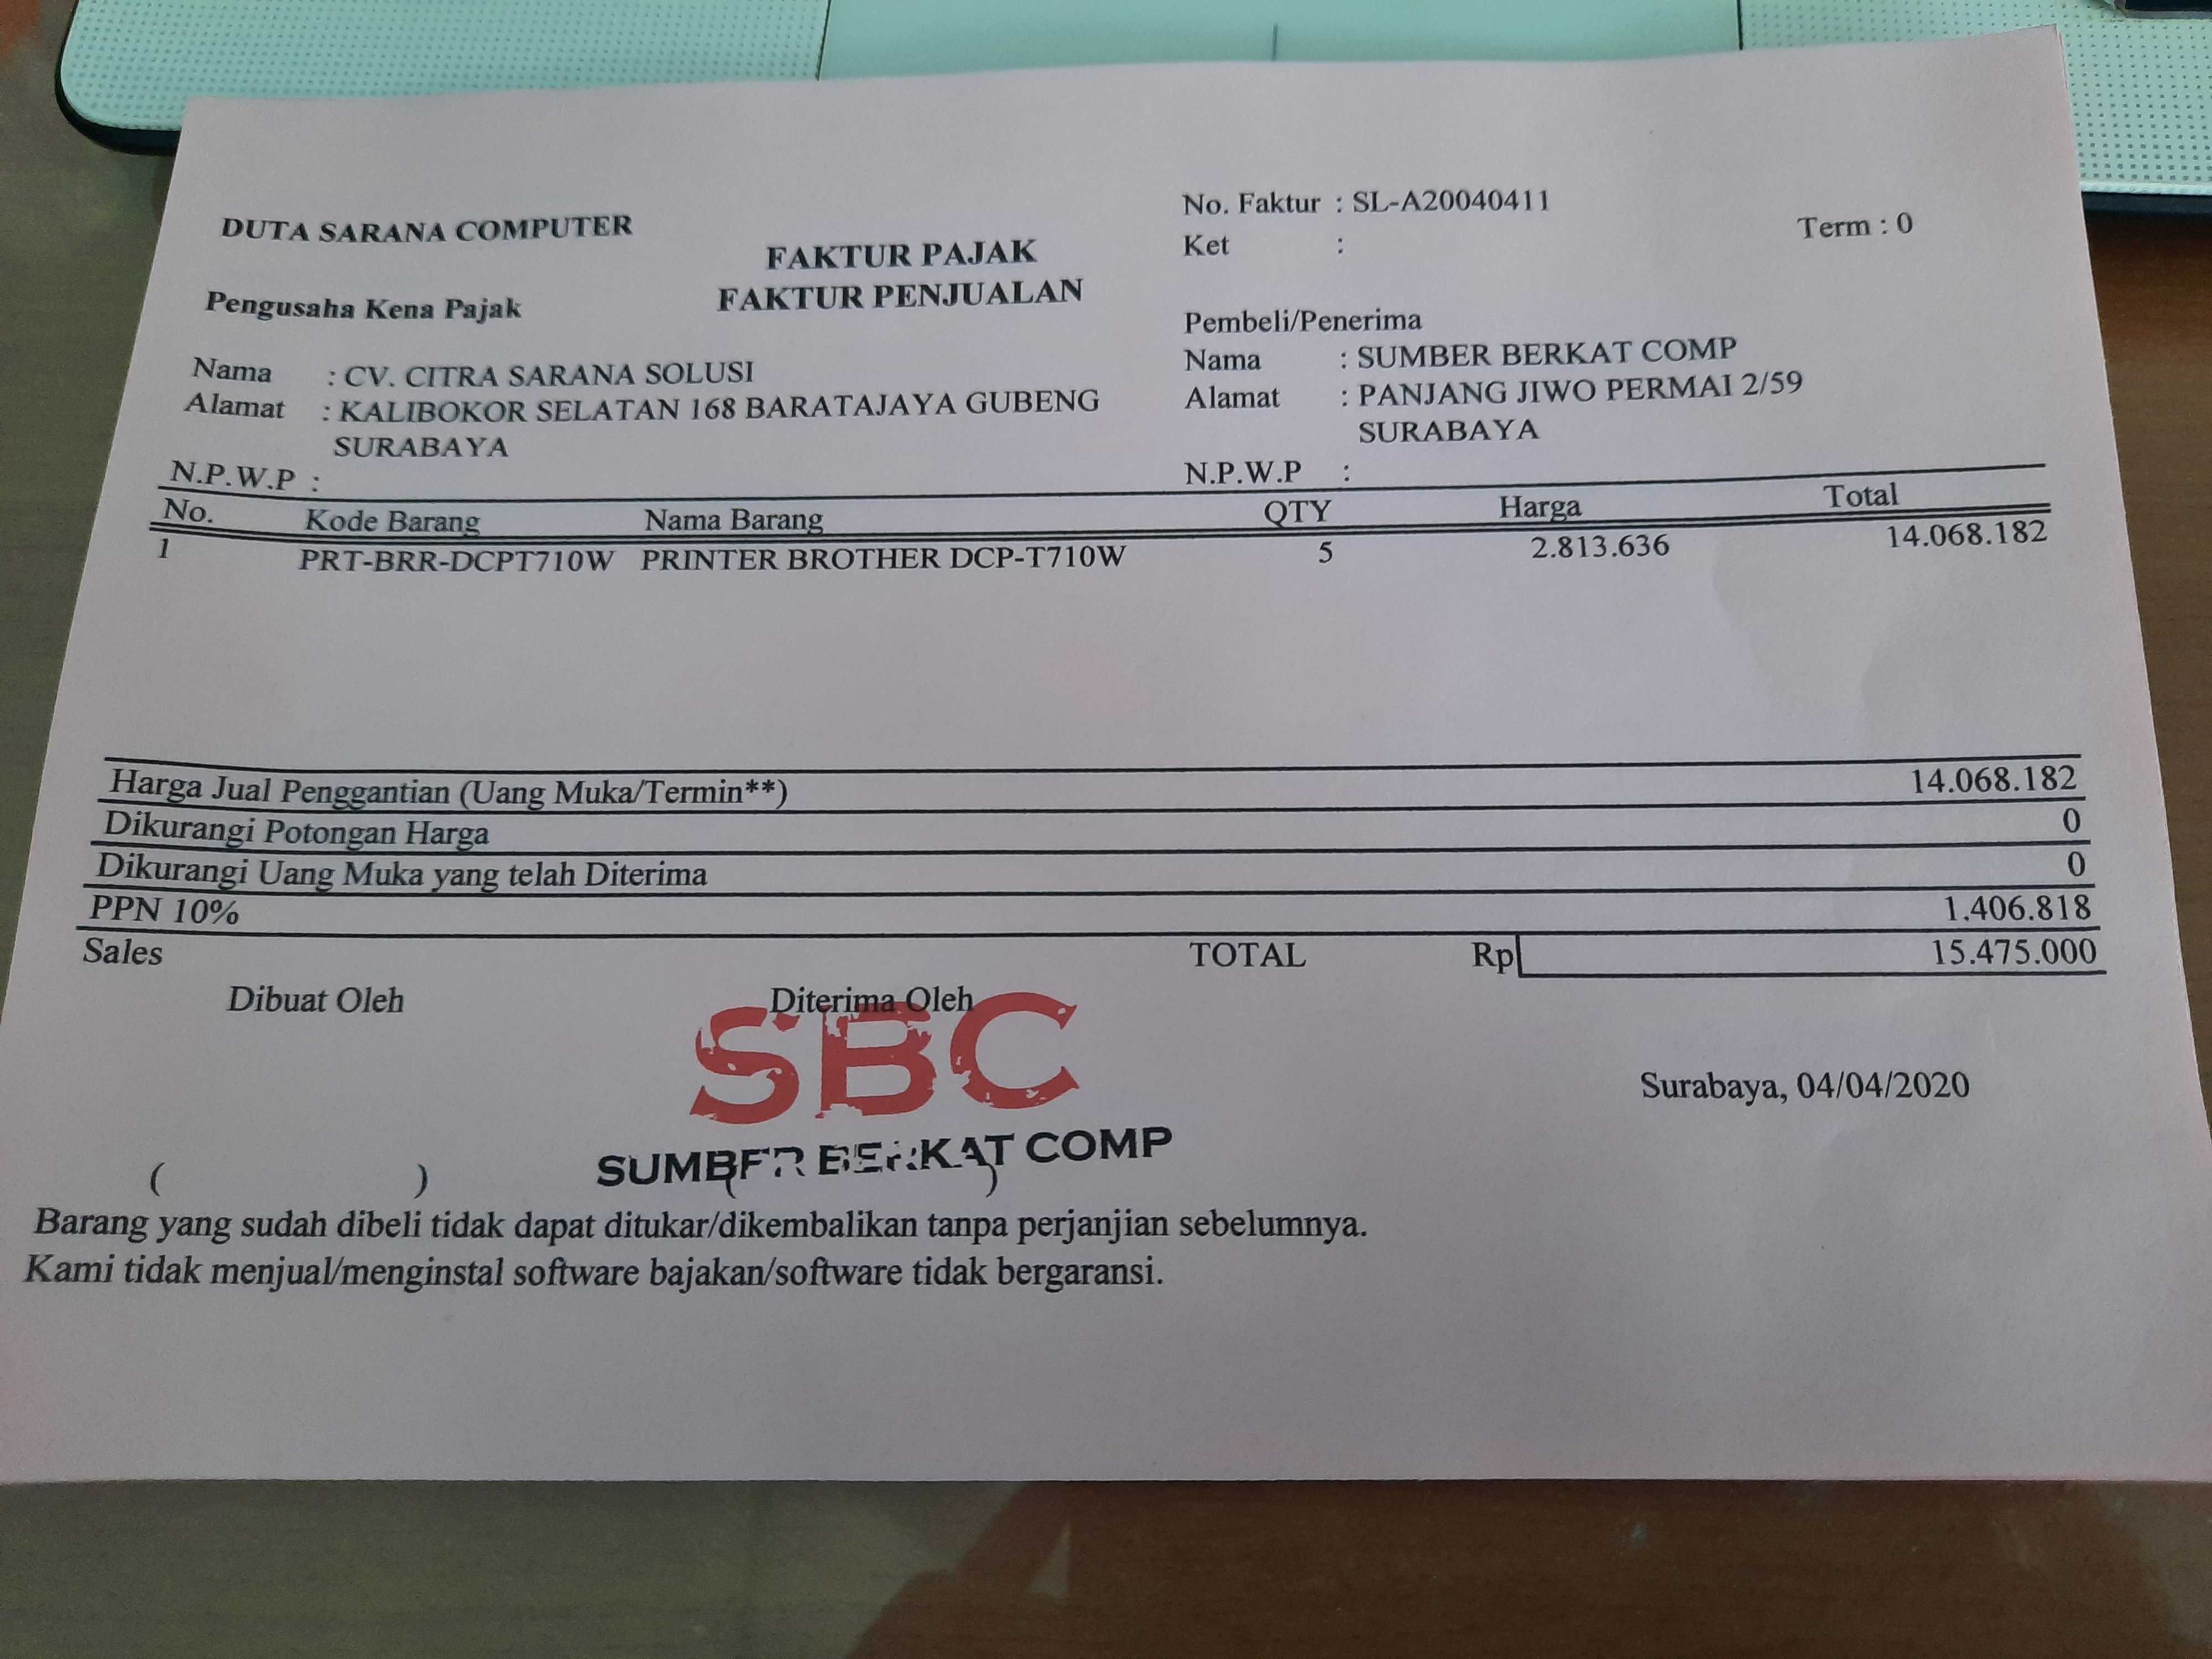 DUTA SARANA COMPUTER
FAKTUR PAJAK
FAKTUR PENJUALAN
No. Faktur : SL-A20040411
Ket :
Term : 0
Pengusaha Kena Pajak
Nama : CV. CITRA SARANA SOLUSI
Alamat : KALIBOKOR SELATAN 168 BARATAJAYA GUBENG
SURABAYA
N.P.W.P :
Pembeli/Penerima
Nama : SUMBER BERKAT COMP
Alamat : PANJANG JIWO PERMAI 2/59
SURABAYA
N.P.W.P :
No. Kode Barang Nama Barang QTY Harga Total
1 PRT-BRR-DCPT710W PRINTER BROTHER DCP-T710W 5 2.813.636 14.068.182
Harga Jual Penggantian (Uang Muka/Termin**) 14.068.182
Dikurangi Potongan Harga 0
Dikurangi Uang Muka yang telah Diterima 0
PPN 10% 1.406.818
Sales TOTAL Rp 15.475.000
Dibuat Oleh Diterima Oleh
SBC
SUMBER BERKAT COMP
Surabaya, 04/04/2020
( ) ( )
Barang yang sudah dibeli tidak dapat ditukar/dikembalikan tanpa perjanjian sebelumnya.
Kami tidak menjual/menginstal software bajakan/software tidak bergaransi.